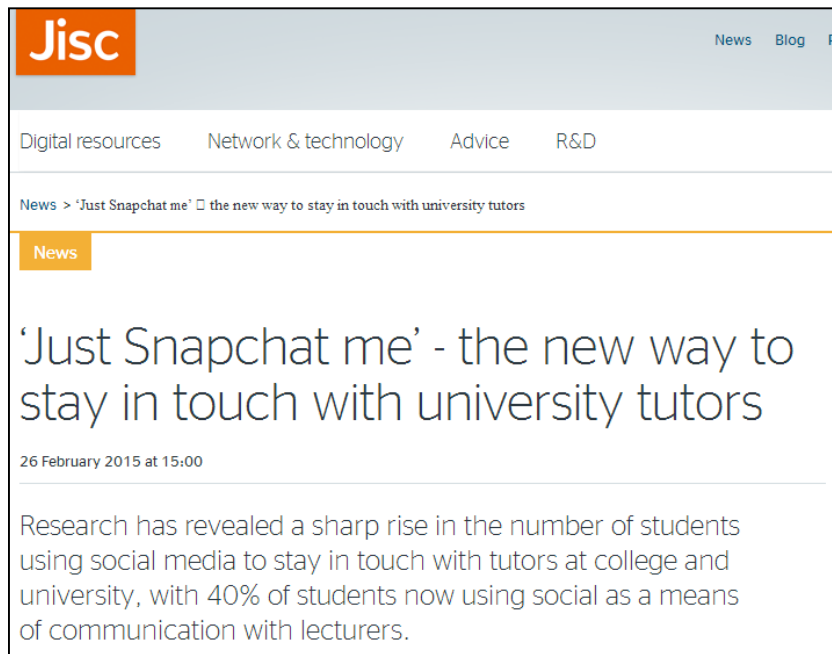 Jisc
News Blog
Digital resources Network & technology Advice R&D
News > ‘Just Snapchat me’ □ the new way to stay in touch with university tutors
News
‘Just Snapchat me’ - the new way to
stay in touch with university tutors
26 February 2015 at 15:00
Research has revealed a sharp rise in the number of students
using social media to stay in touch with tutors at college and
university, with 40% of students now using social as a means
of communication with lecturers.